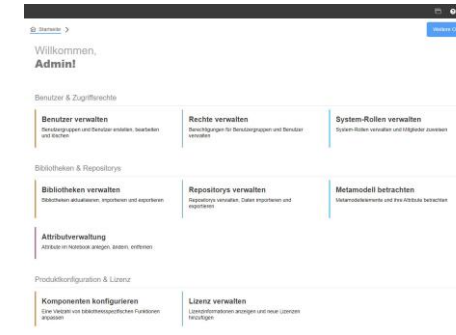 Startseite
Weitere O
Willkommen,
Admin!
Benutzer & Zugriffsrechte
Benutzer verwalten
Benutzergruppen und Benutzer erstellen, bearbeiten
und löschen
Rechte verwalten
Berechtigungen für Benutzergruppen und Benutzer
verwalten
System-Rollen verwalten
System-Rollen verwalten und Mitglieder zuweisen
Bibliotheken & Repositorys
Bibliotheken verwalten
Bibliotheken aktualisieren, importieren und exportieren
Repositorys verwalten
Repositorys verwalten, Daten importieren und
exportieren
Metamodell betrachten
Metamodellelemente und ihre Attribute betrachten
Attributverwaltung
Attribute im Notebook anlegen, ändern, entfernen
Produktkonfiguration & Lizenz
Komponenten konfigurieren
Eine Vielzahl von bibliotheksspezifischen Funktionen
anpassen
Lizenz verwalten
Lizenzinformationen anzeigen und neue Lizenzen
hinzufügen